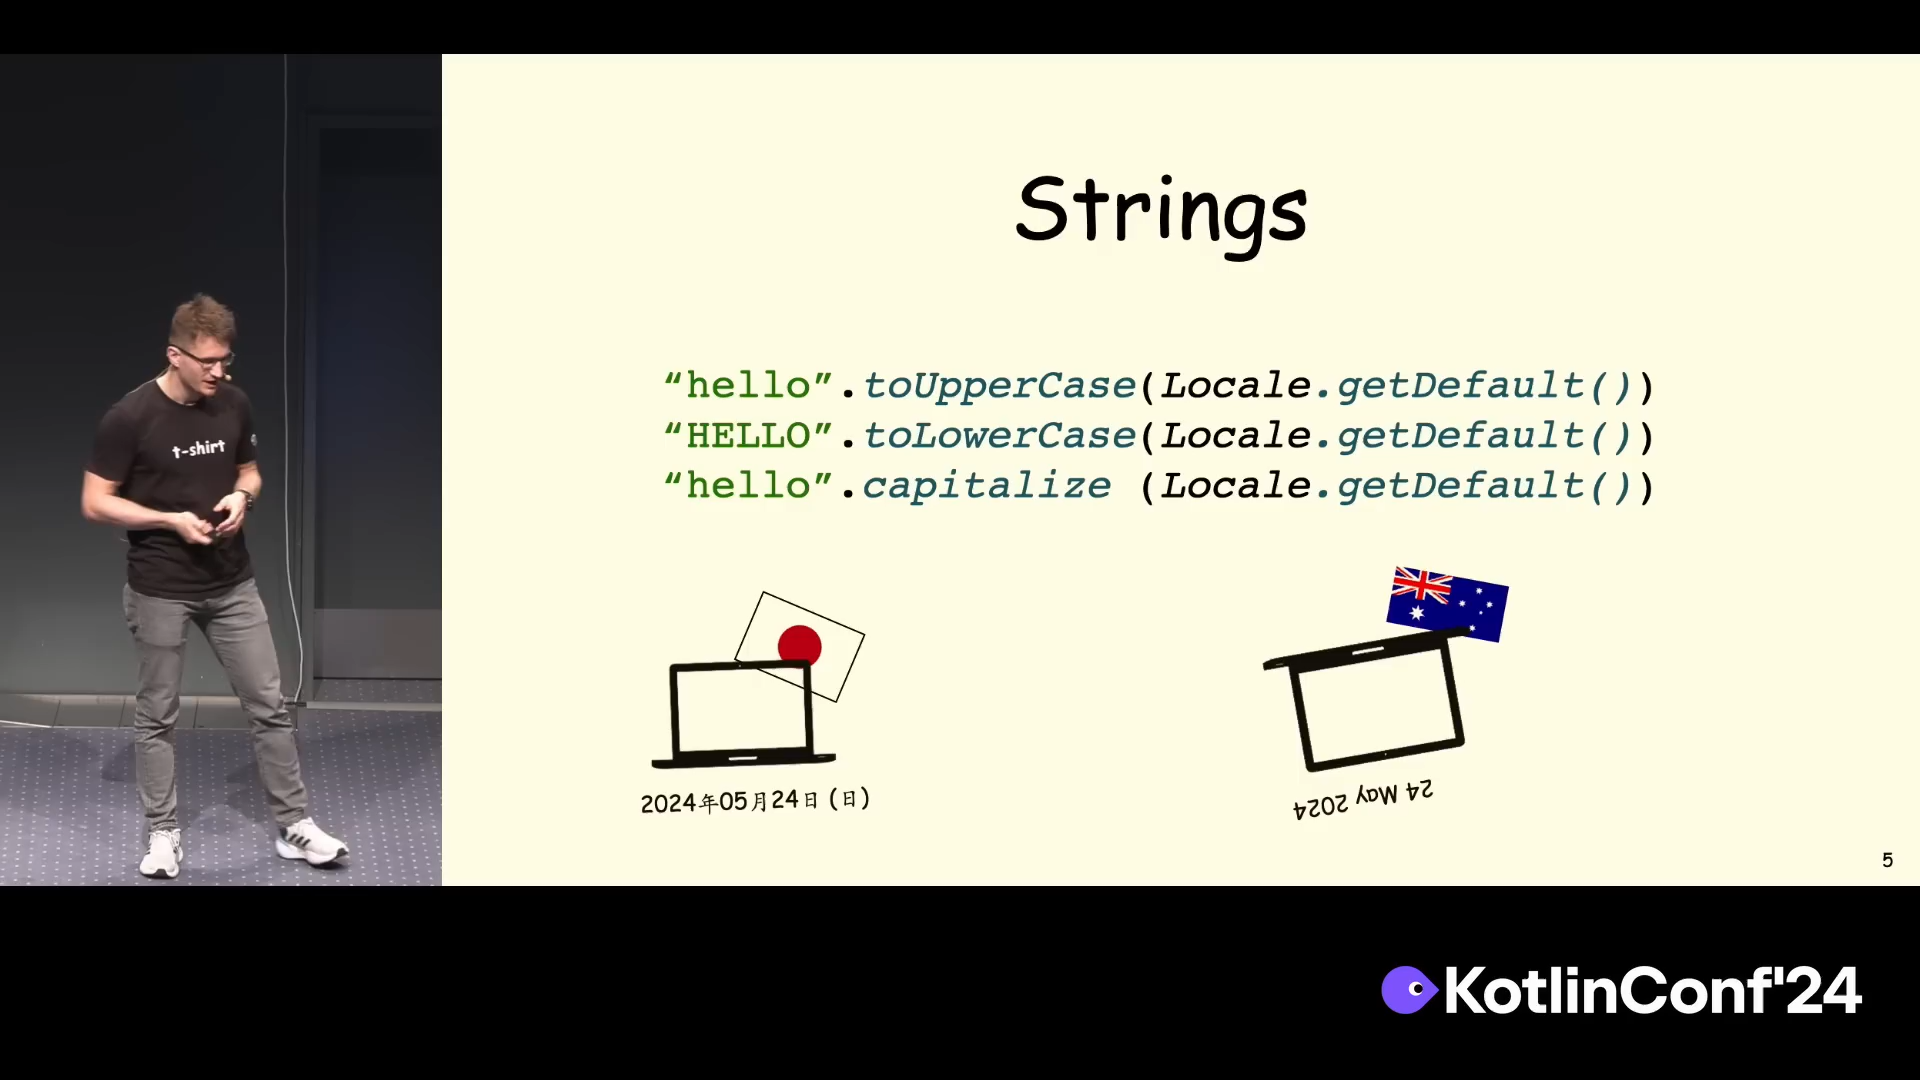 t-shirt
Strings
“hello”.toUpperCase(Locale.getDefault())
“HELLO”.toLowerCase(Locale.getDefault())
“hello”.capitalize (Locale.getDefault())
2024年05月24日 (日)
24 May 2024
5
KotlinConf'24